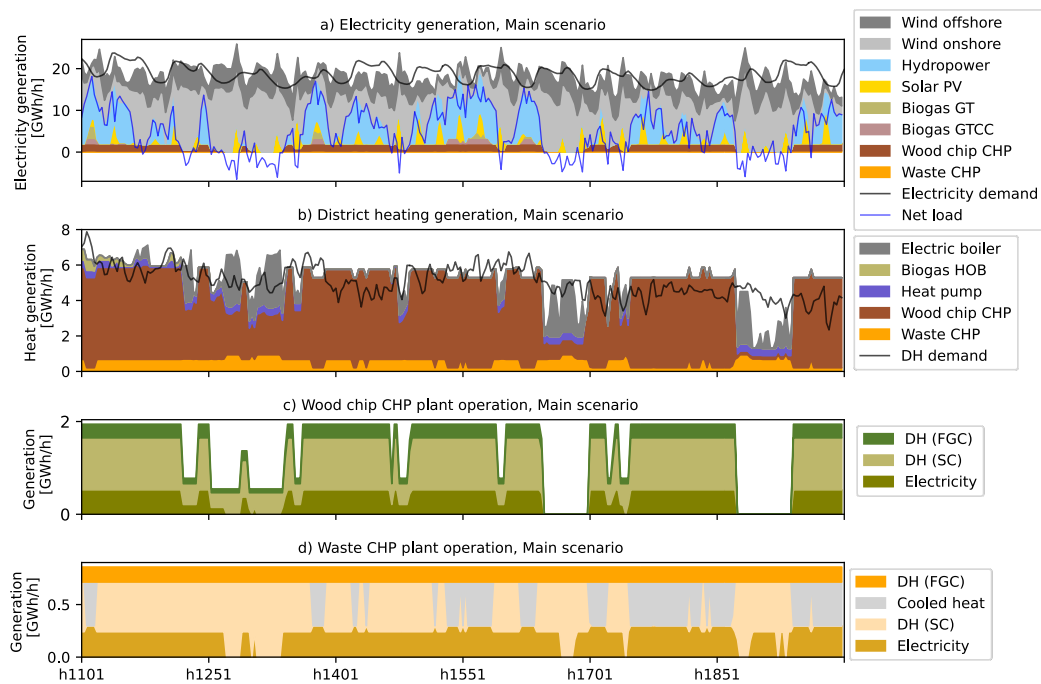 a) Electricity generation, Main scenario
Electricity generation
[GWh/h]
20
10
0
Wind offshore
Wind onshore
Hydropower
Solar PV
Biogas GT
Biogas GTCC
Wood chip CHP
Waste CHP
Electricity demand
Net load
b) District heating generation, Main scenario
Heat generation
[GWh/h]
8
6
4
2
0
Electric boiler
Biogas HOB
Heat pump
Wood chip CHP
Waste CHP
DH demand
c) Wood chip CHP plant operation, Main scenario
Generation
[GWh/h]
2
0
DH (FGC)
DH (SC)
Electricity
d) Waste CHP plant operation, Main scenario
Generation
[GWh/h]
0.5
0.0
DH (FGC)
Cooled heat
DH (SC)
Electricity
h1101 h1251 h1401 h1551 h1701 h1851